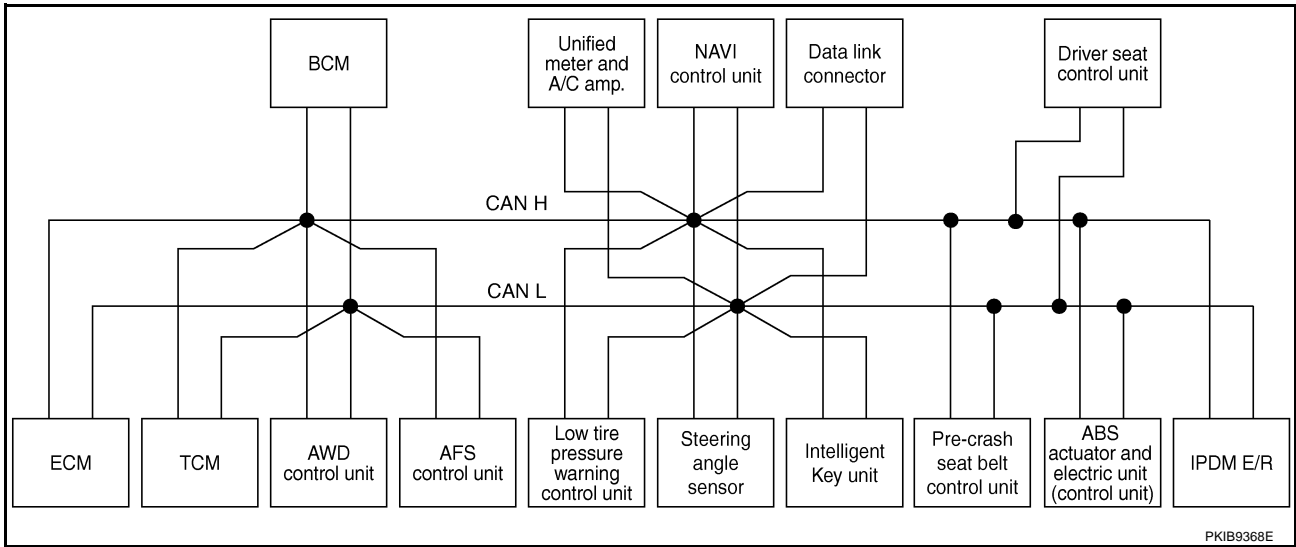 BCM
Unified
meter and
A/C amp.
NAVI
control unit
Data link
connector
Driver seat
control unit
CAN H
CAN L
ECM
TCM
AWD
control unit
AFS
control unit
Low tire
pressure
warning
control unit
Steering
angle
sensor
Intelligent
Key unit
Pre-crash
seat belt
control unit
ABS
actuator and
electric unit
(control unit)
IPDM E/R
PKIB9368E